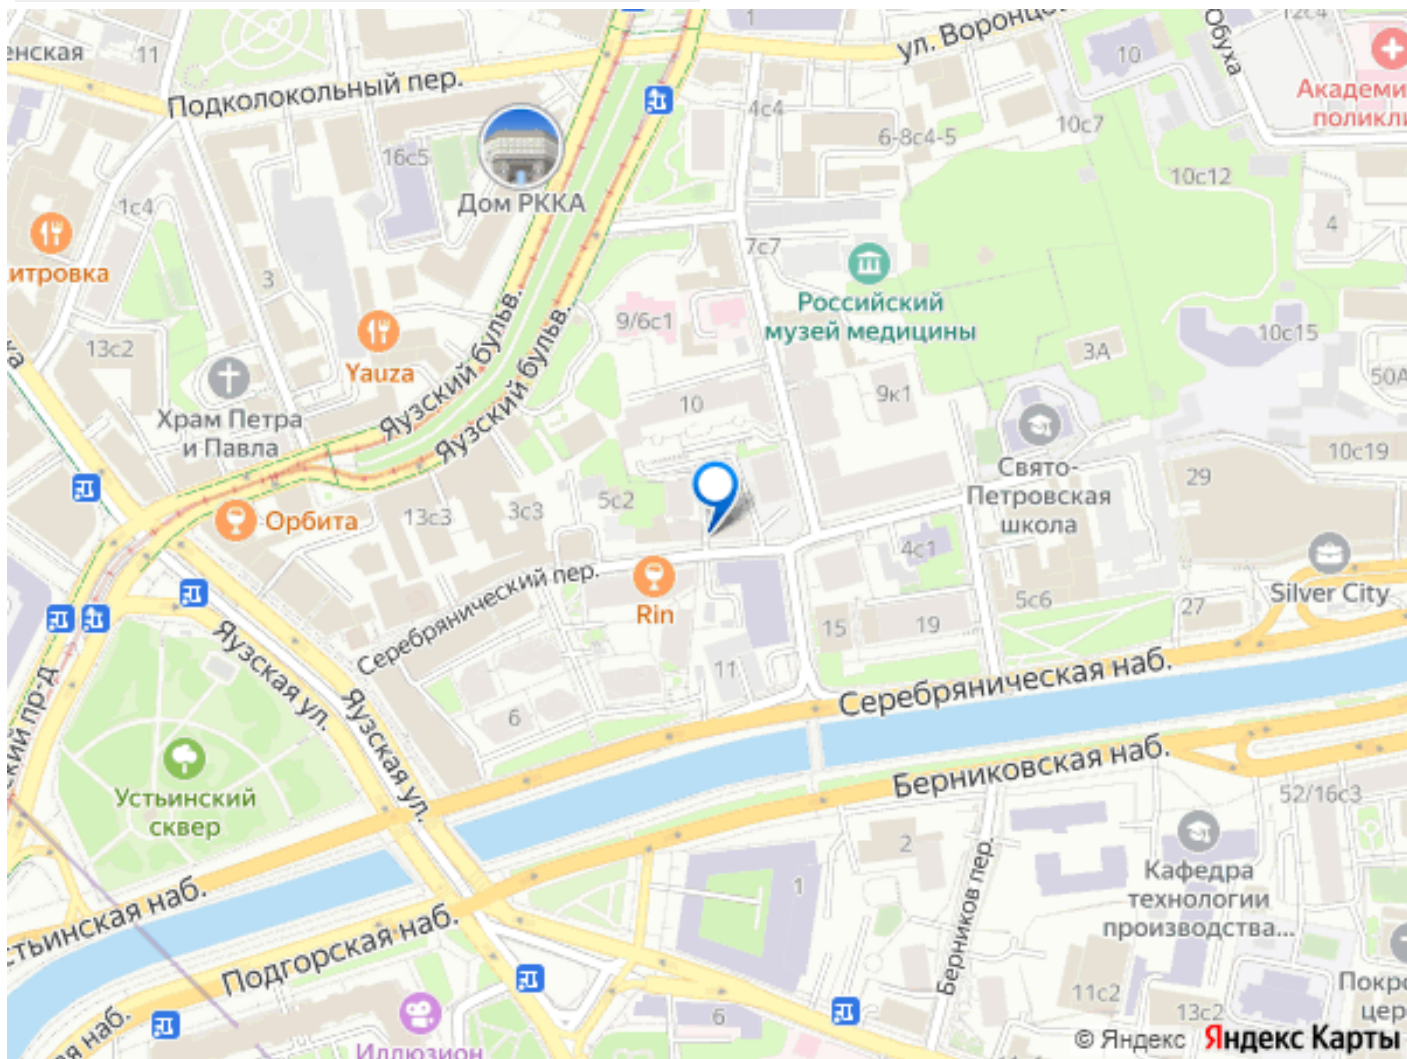 1
ул. Воронцо
Обуха
12с4
енская
11
10
Подколокольный пер.
4с4
Академи
поликли
16с5
6-8с4-5
10с7
10с12
Дом РККА
1с4
4
7с7
итровка
3
Российский
музей медицины
9/6с1
10с15
13с2
Yauza
Яузский бульв.
Яузский бульв.
3А
50А
Храм Петра
и Павла
10
9к1
Свято-
Петровская
школа
10с19
29
5с2
3с3
13с3
Орбита
4с1
Серебрянический пер.
Rin
Silver City
5с6
27
15
19
11
Яузская ул.
Яузская ул.
Серебряническая наб.
6
ский пр-д
Берниковская наб.
Устьинский
сквер
52/16с3
2
Кафедра
технологии
производства...
Берников пер.
1
стьинская наб.
Подгорская наб.
11с2
13с2
Покро
цер
6
ая наб.
Иллюзион
© Яндекс Яндекс Карты